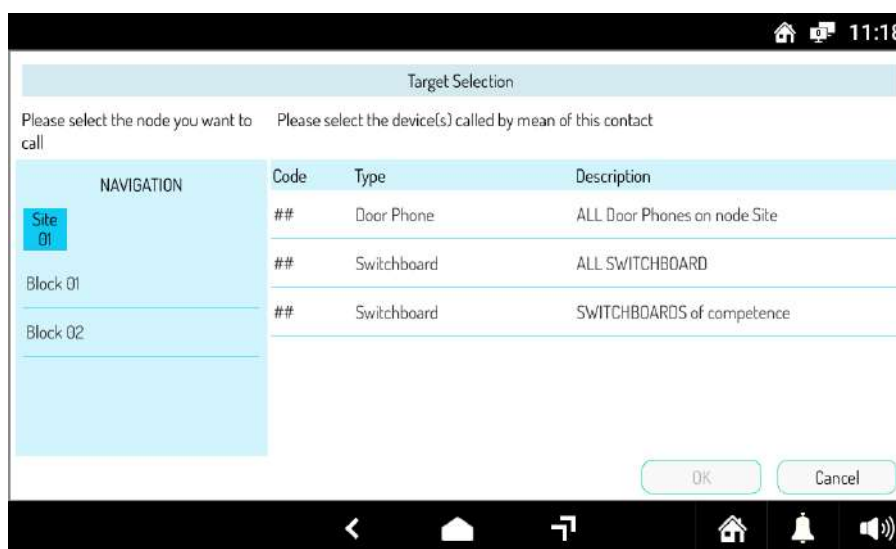 11:18
Target Selection
Please select the node you want to
call
Please select the device(s) called by mean of this contact
NAVIGATION
Site
01
Block 01
Block 02
Code Type Description
## Door Phone ALL Door Phones on node Site
## Switchboard ALL SWITCHBOARD
## Switchboard SWITCHBOARDS of competence
OK Cancel